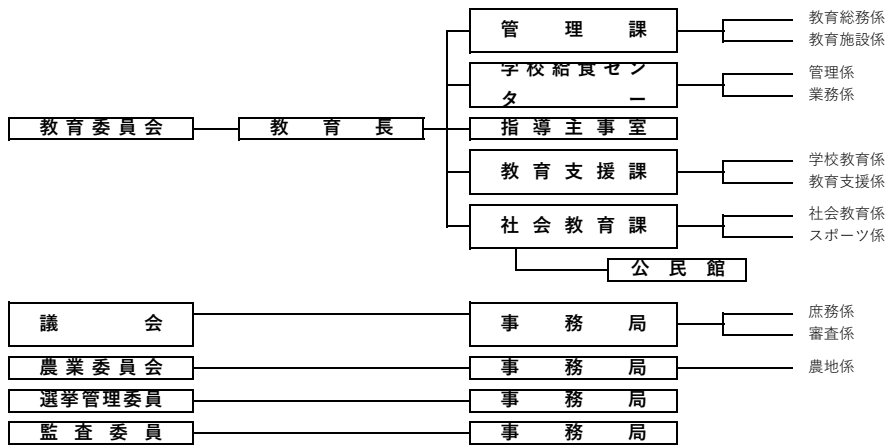 管理課
教育総務係
教育施設係
学校給食セン
ター
管理係
業務係
教育委員会
教育長
指導主事室
教育支援課
学校教育係
教育支援係
社会教育課
社会教育係
スポーツ係
公民館
議会
事務局
庶務係
審査係
農業委員会
事務局
農地係
選挙管理委員
事務局
監査委員
事務局